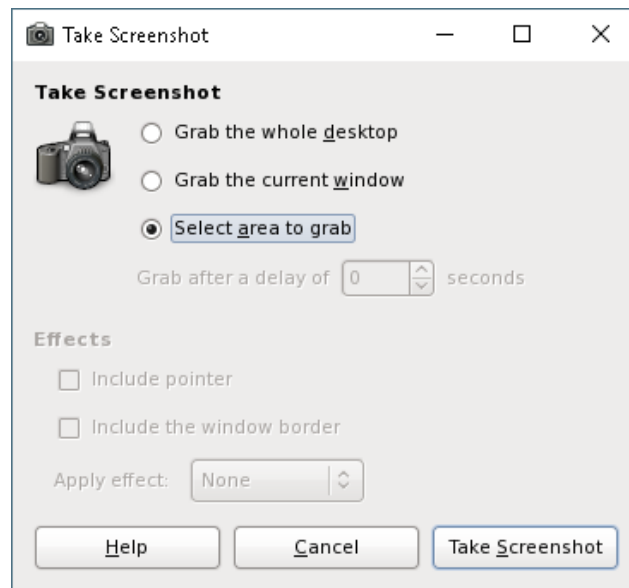 Take Screenshot
Take Screenshot
Grab the whole desktop
Grab the current window
Select area to grab
Grab after a delay of 0 seconds
Effects
Include pointer
Include the window border
Apply effect: None
Help Cancel Take Screenshot